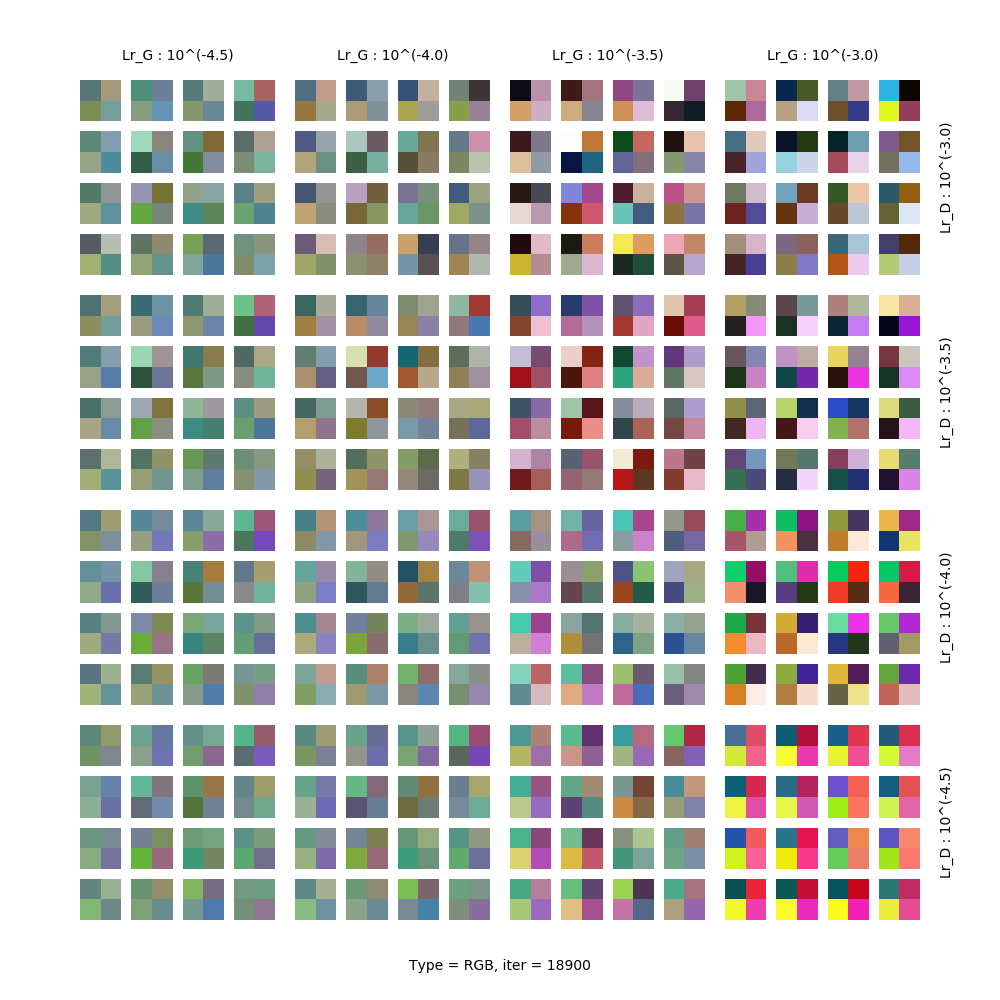 Lr_G : 10^(-4.5)
Lr_G : 10^(-4.0)
Lr_G : 10^(-3.5)
Lr_G : 10^(-3.0)
Lr_D : 10^(-3.0)
Lr_D : 10^(-3.5)
Lr_D : 10^(-4.0)
Lr_D : 10^(-4.5)
Type = RGB, iter = 18900